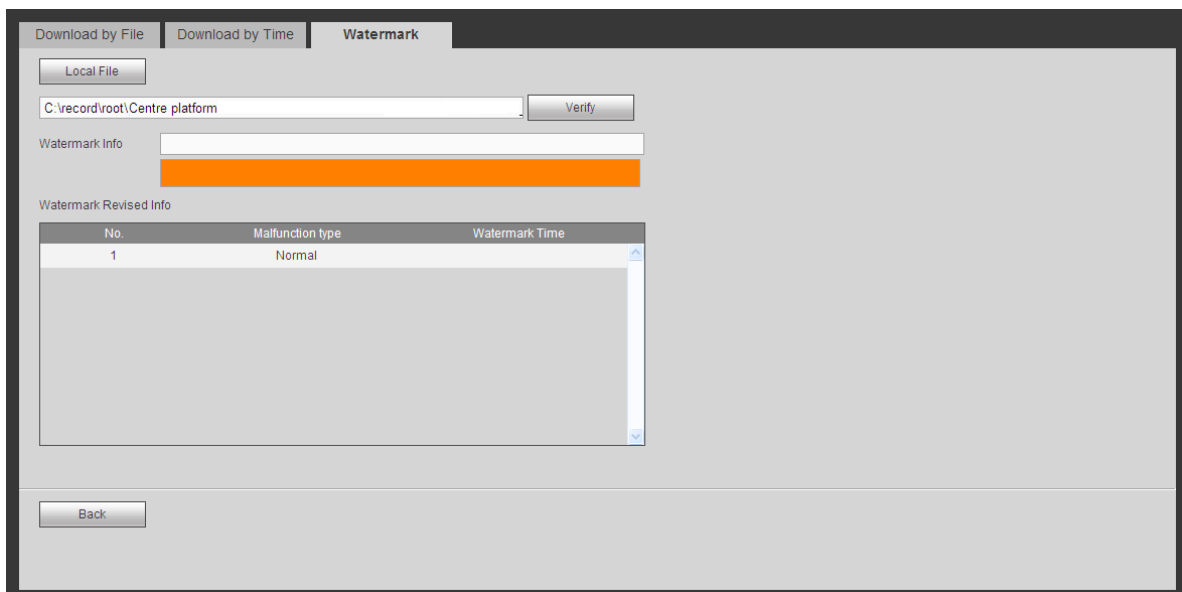 Download by File Download by Time Watermark
Local File
C:\record\root\Centre platform Verify
Watermark Info
Watermark Revised Info
No. Malfunction type Watermark Time
1 Normal
Back